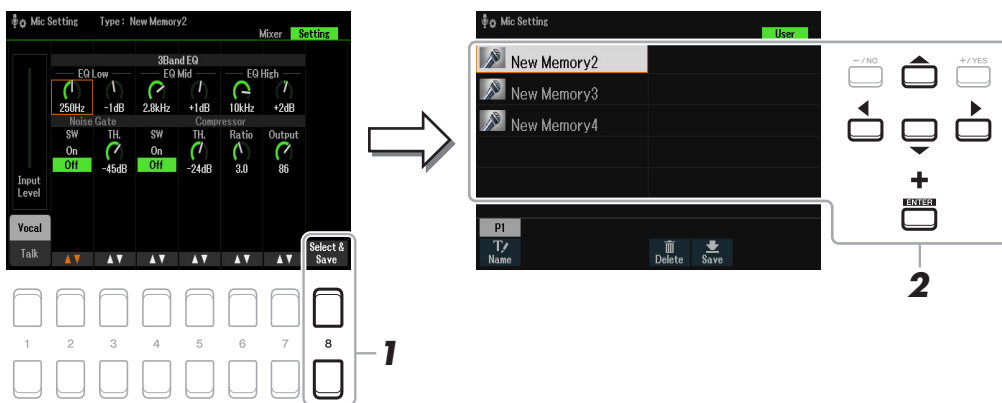 Mic Setting Type : New Memory2
Mixer Setting
3Band EQ
EQ Low EQ Mid EQ High
250Hz -1dB 2.8kHz +1dB 10kHz +2dB
Noise Gate Compressor
SW TH. SW TH. Ratio Output
On On
Off -45dB Off -24dB 3.0 86
Input
Level
Vocal
Talk
Select &
Save
1 2 3 4 5 6 7 8
1
Mic Setting
User
New Memory2
New Memory3
New Memory4
P1
Name Delete Save
-/NO +/YES
+
ENTER
2